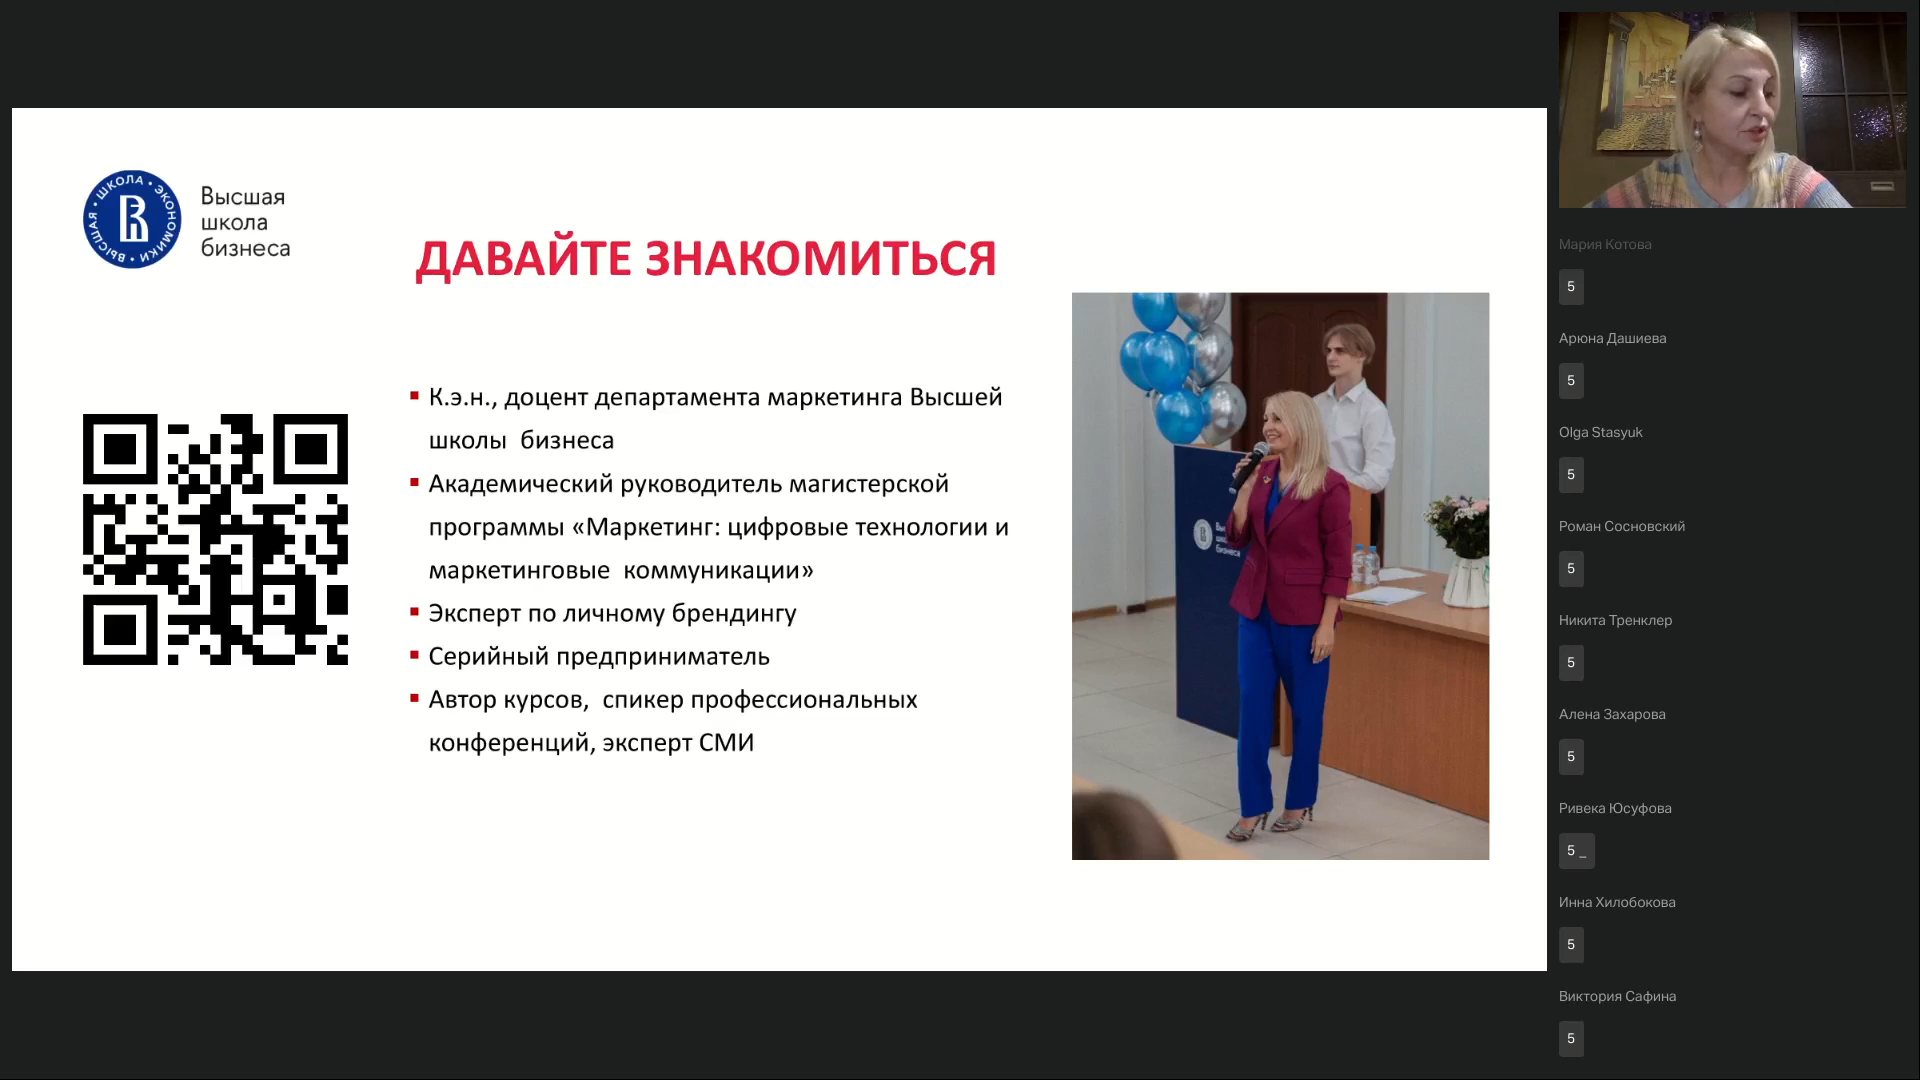 ВЫСШАЯ • ШКОЛА • ЭКОНОМИКИ •
Высшая
школа
бизнеса
ДАВАЙТЕ ЗНАКОМИТЬСЯ
К.э.н., доцент департамента маркетинга Высшей
школы бизнеса
Академический руководитель магистерской
программы «Маркетинг: цифровые технологии и
маркетинговые коммуникации»
Эксперт по личному брендингу
Серийный предприниматель
Автор курсов, спикер профессиональных
конференций, эксперт СМИ
Мария Котова
5
Арюна Дашиева
5
Olga Stasyuk
5
Роман Сосновский
5
Никита Тренклер
5
Алена Захарова
5
Ривека Юсуфова
5 _
Инна Хилобокова
5
Виктория Сафина
5